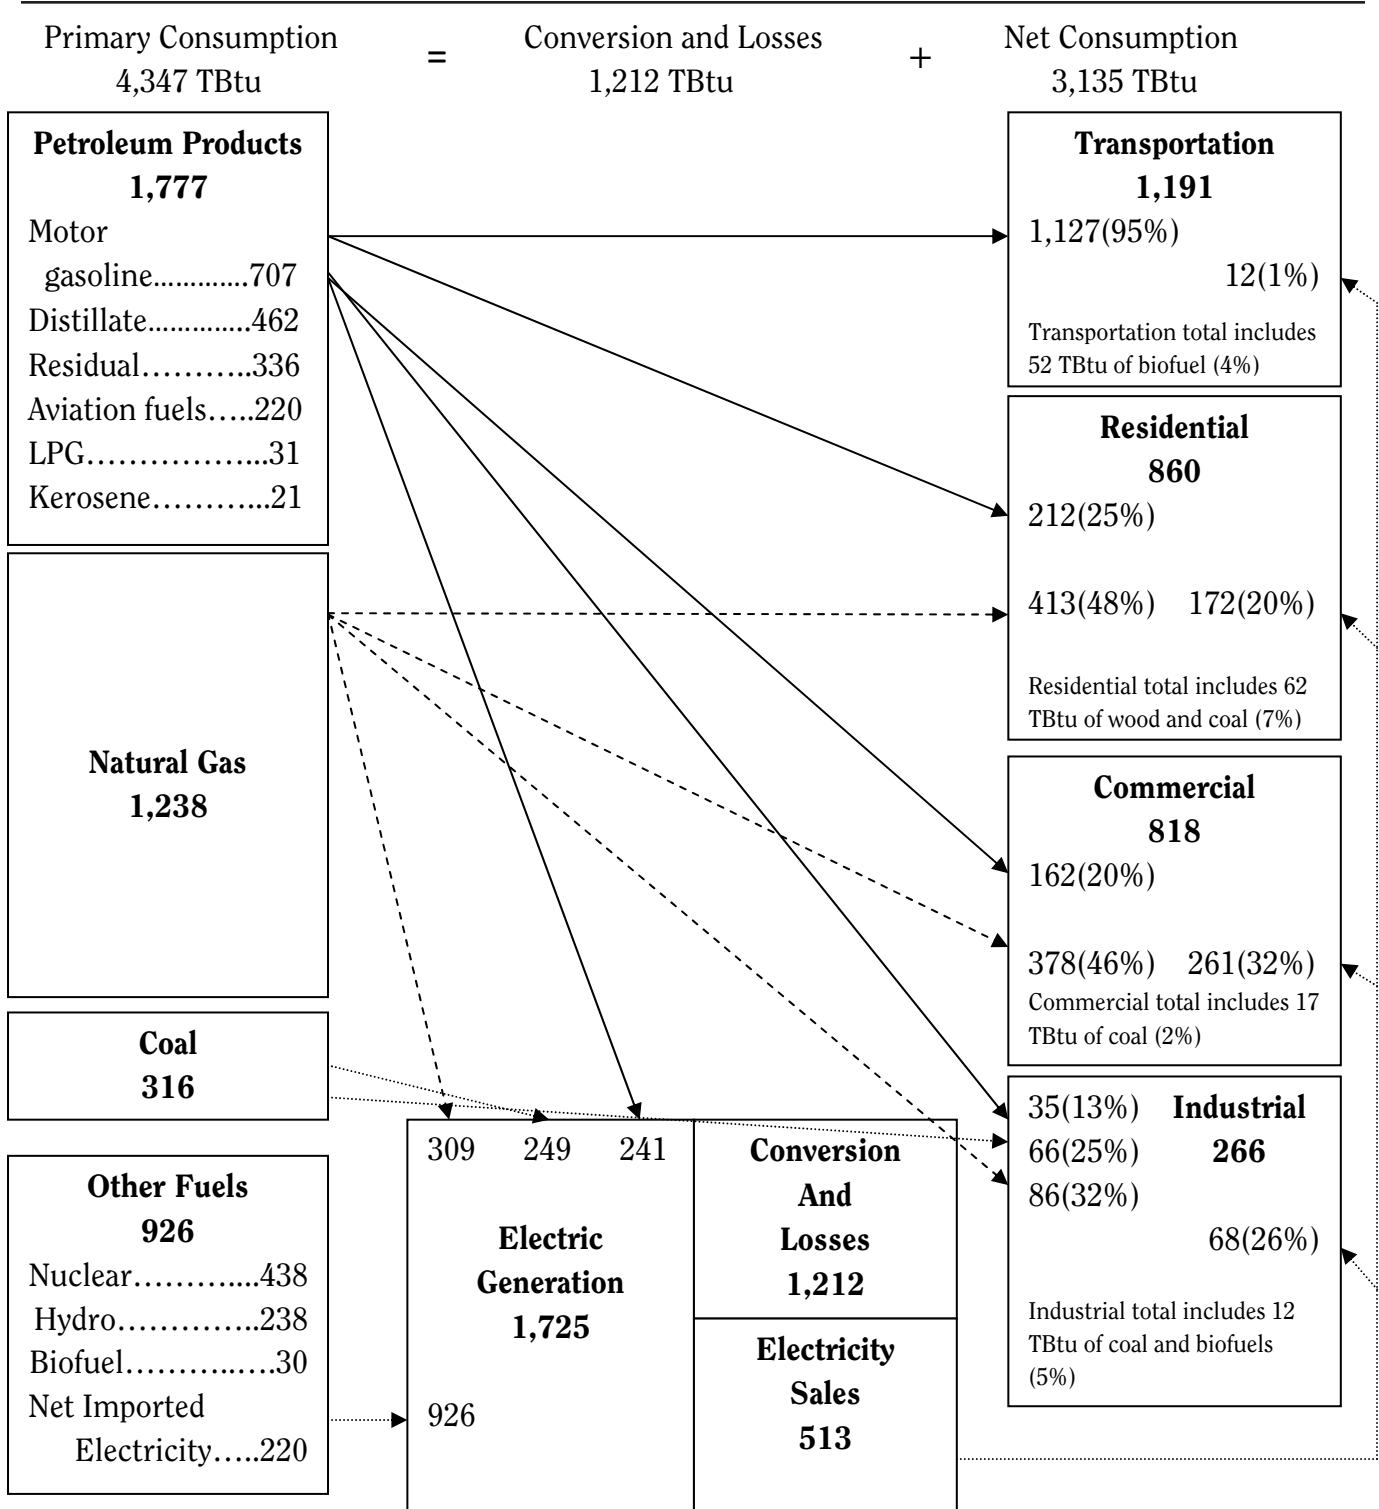 Primary Consumption
4,347 TBtu
=
Conversion and Losses
1,212 TBtu
+
Net Consumption
3,135 TBtu
Petroleum Products
1,777
Motor
gasoline.............707
Distillate..............462
Residual………..336
Aviation fuels…..220
LPG……………...31
Kerosene………...21
Natural Gas
1,238
Coal
316
Other Fuels
926
Nuclear………....438
Hydro…………..238
Biofuel……….….30
Net Imported
Electricity…..220
309 249 241
Electric
Generation
1,725
926
Conversion
And
Losses
1,212
Electricity
Sales
513
Transportation
1,191
1,127(95%)
12(1%)
Transportation total includes
52 TBtu of biofuel (4%)
Residential
860
212(25%)
413(48%) 172(20%)
Residential total includes 62
TBtu of wood and coal (7%)
Commercial
818
162(20%)
378(46%) 261(32%)
Commercial total includes 17
TBtu of coal (2%)
35(13%) Industrial
66(25%) 266
86(32%)
68(26%)
Industrial total includes 12
TBtu of coal and biofuels
(5%)